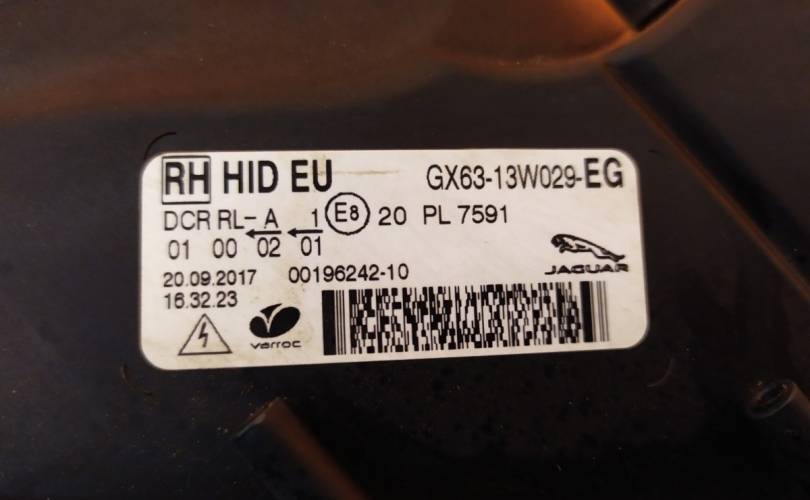 RH HID EU GX63-13W029-EG
DCR RL- A 1 E8 20 PL 7591
01 00 02 01
JAGUAR
20.09.2017 00196242-10
16.32.23
varroc